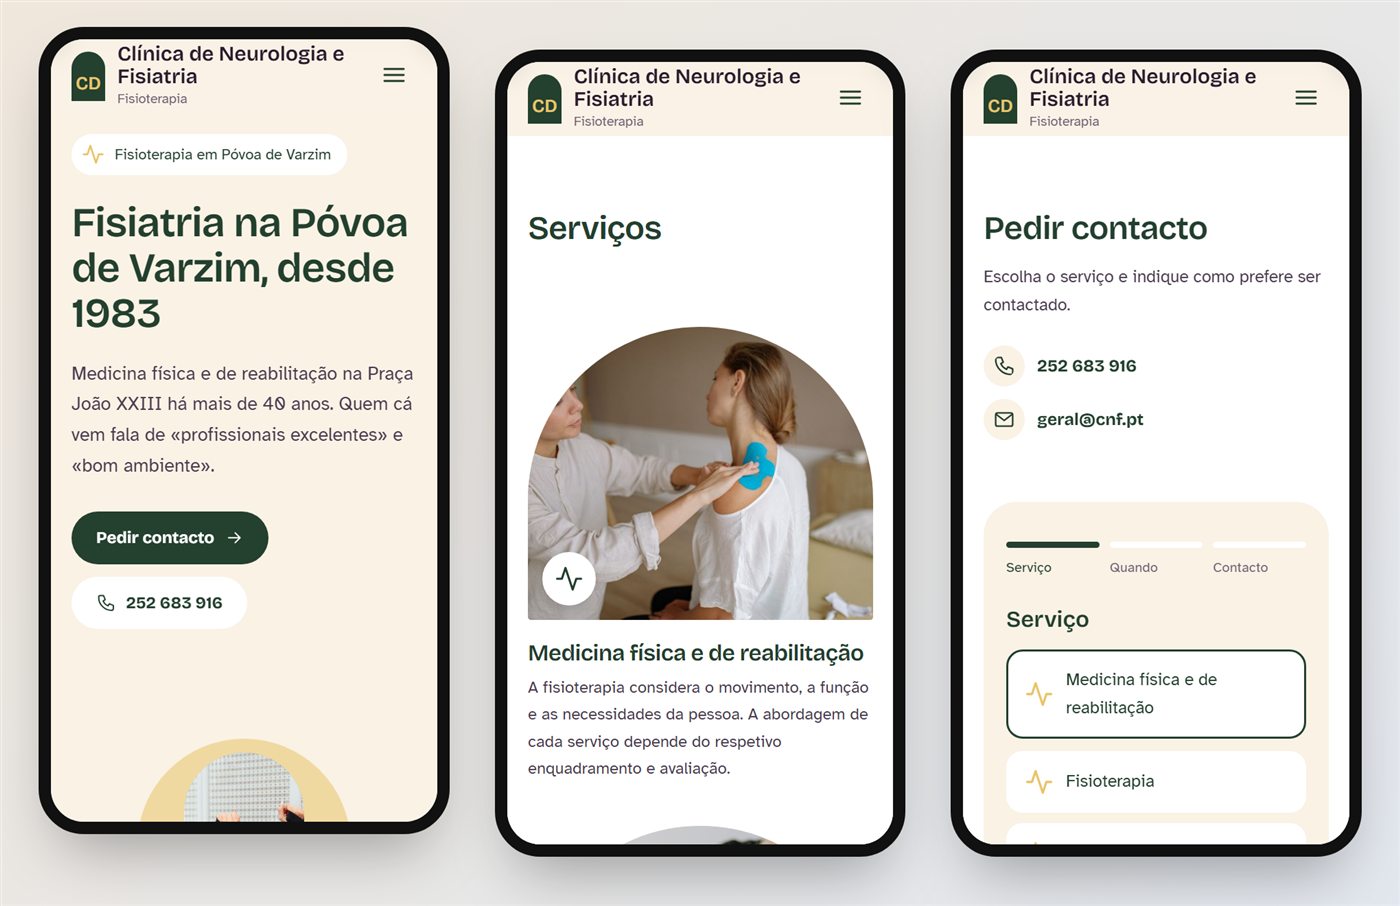 CD
Clínica de Neurologia e
Fisiatria
Fisioterapia
Fisioterapia em Póvoa de Varzim
Fisiatria na Póvoa
de Varzim, desde
1983
Medicina física e de reabilitação na Praça
João XXIII há mais de 40 anos. Quem cá
vem fala de «profissionais excelentes» e
«bom ambiente».
Pedir contacto
252 683 916
CD
Clínica de Neurologia e
Fisiatria
Fisioterapia
Serviços
Medicina física e de reabilitação
A fisioterapia considera o movimento, a função
e as necessidades da pessoa. A abordagem de
cada serviço depende do respetivo
enquadramento e avaliação.
CD
Clínica de Neurologia e
Fisiatria
Fisioterapia
Pedir contacto
Escolha o serviço e indique como prefere ser
contactado.
252 683 916
geral@cnf.pt
Serviço
Quando
Contacto
Serviço
Medicina física e de
reabilitação
Fisioterapia